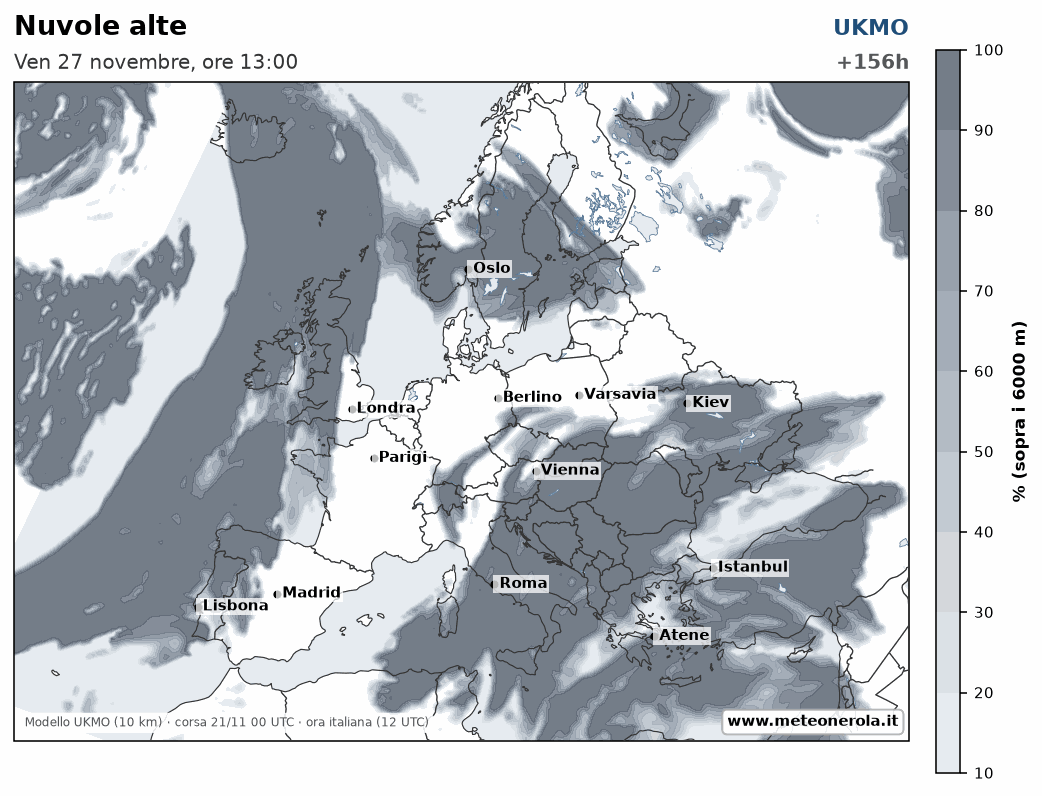 Nuvole alte
UKMO
Ven 27 novembre, ore 13:00
+156h
100
90
80
70
60
50
40
30
20
10
% (sopra i 6000 m)
Oslo
Londra
Berlino
Varsavia
Kiev
Parigi
Vienna
Istanbul
Roma
Madrid
Lisbona
Atene
Modello UKMO (10 km) · corsa 21/11 00 UTC · ora italiana (12 UTC)
www.meteonerola.it